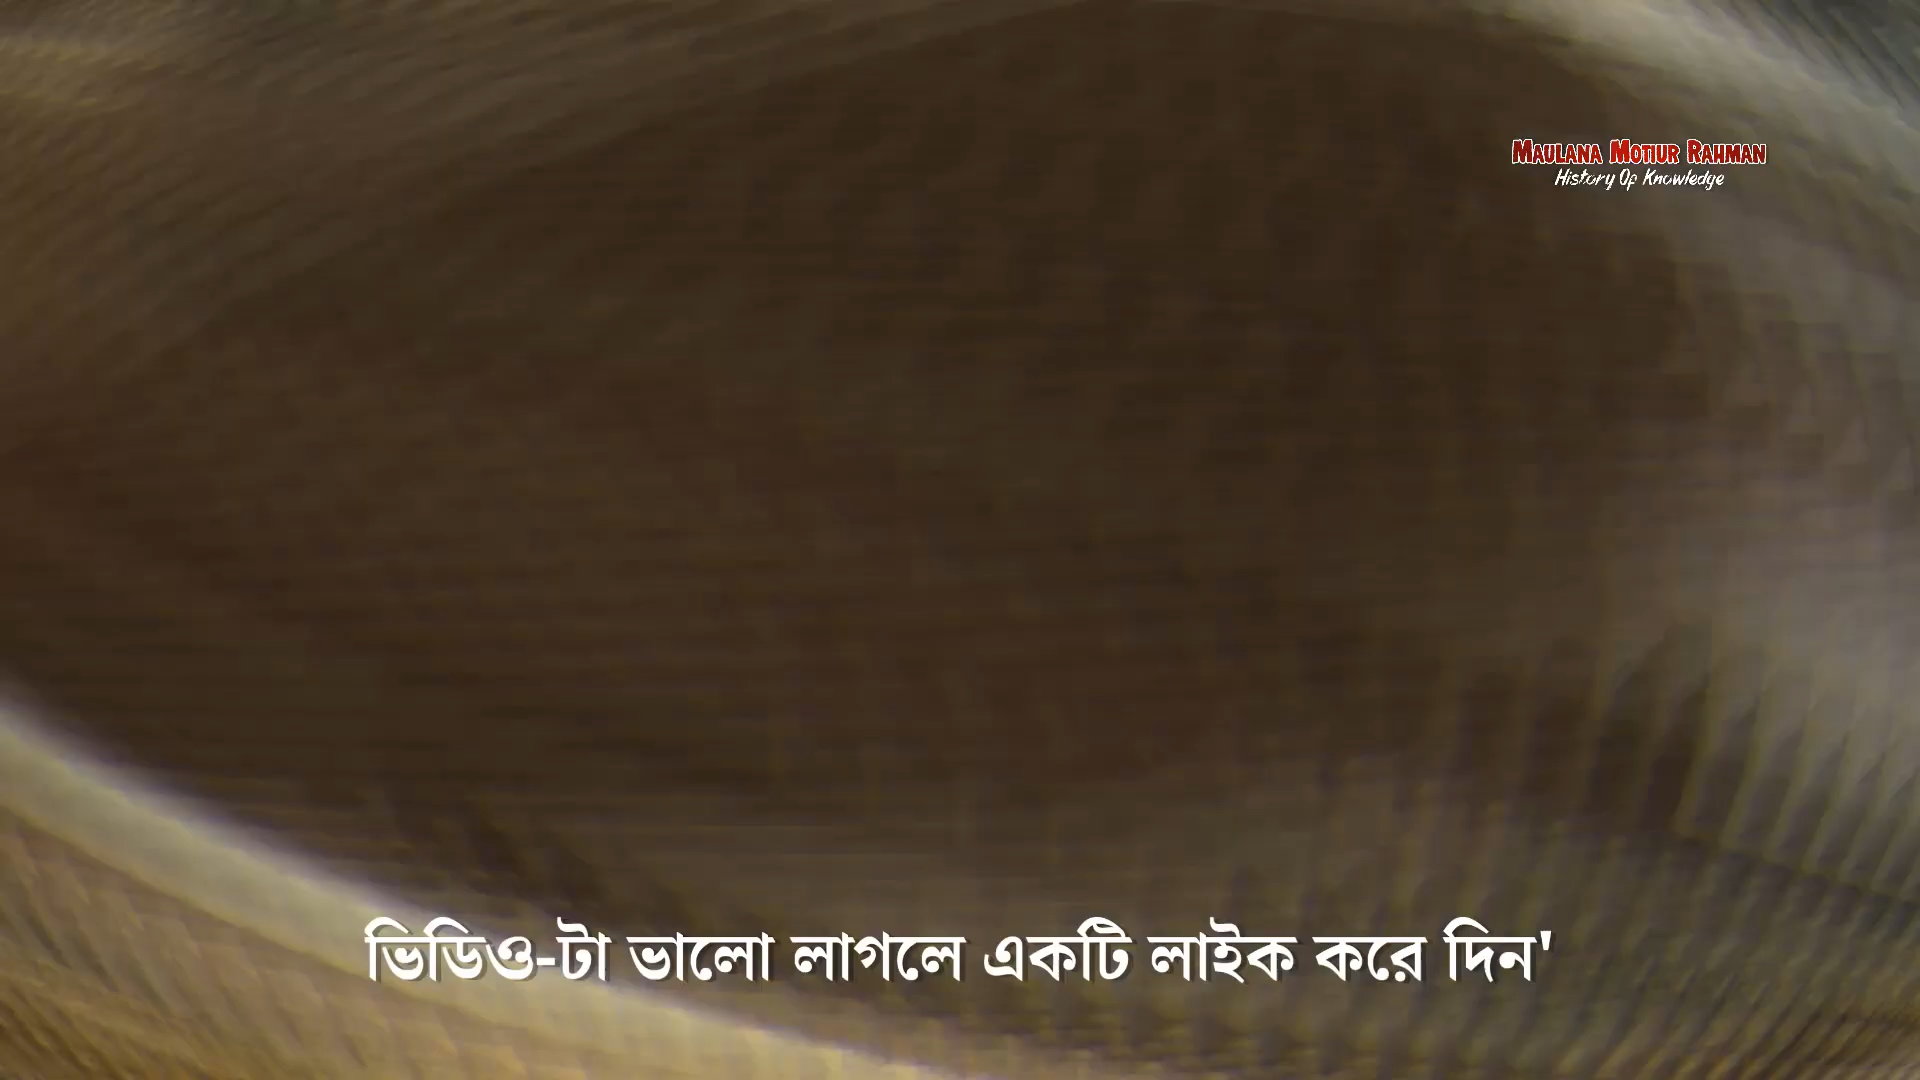 MAULANA MOTIUR RAHMAN
History Of Knowledge
ভিডিও-টা ভালো লাগলে একটি লাইক করে দিন'